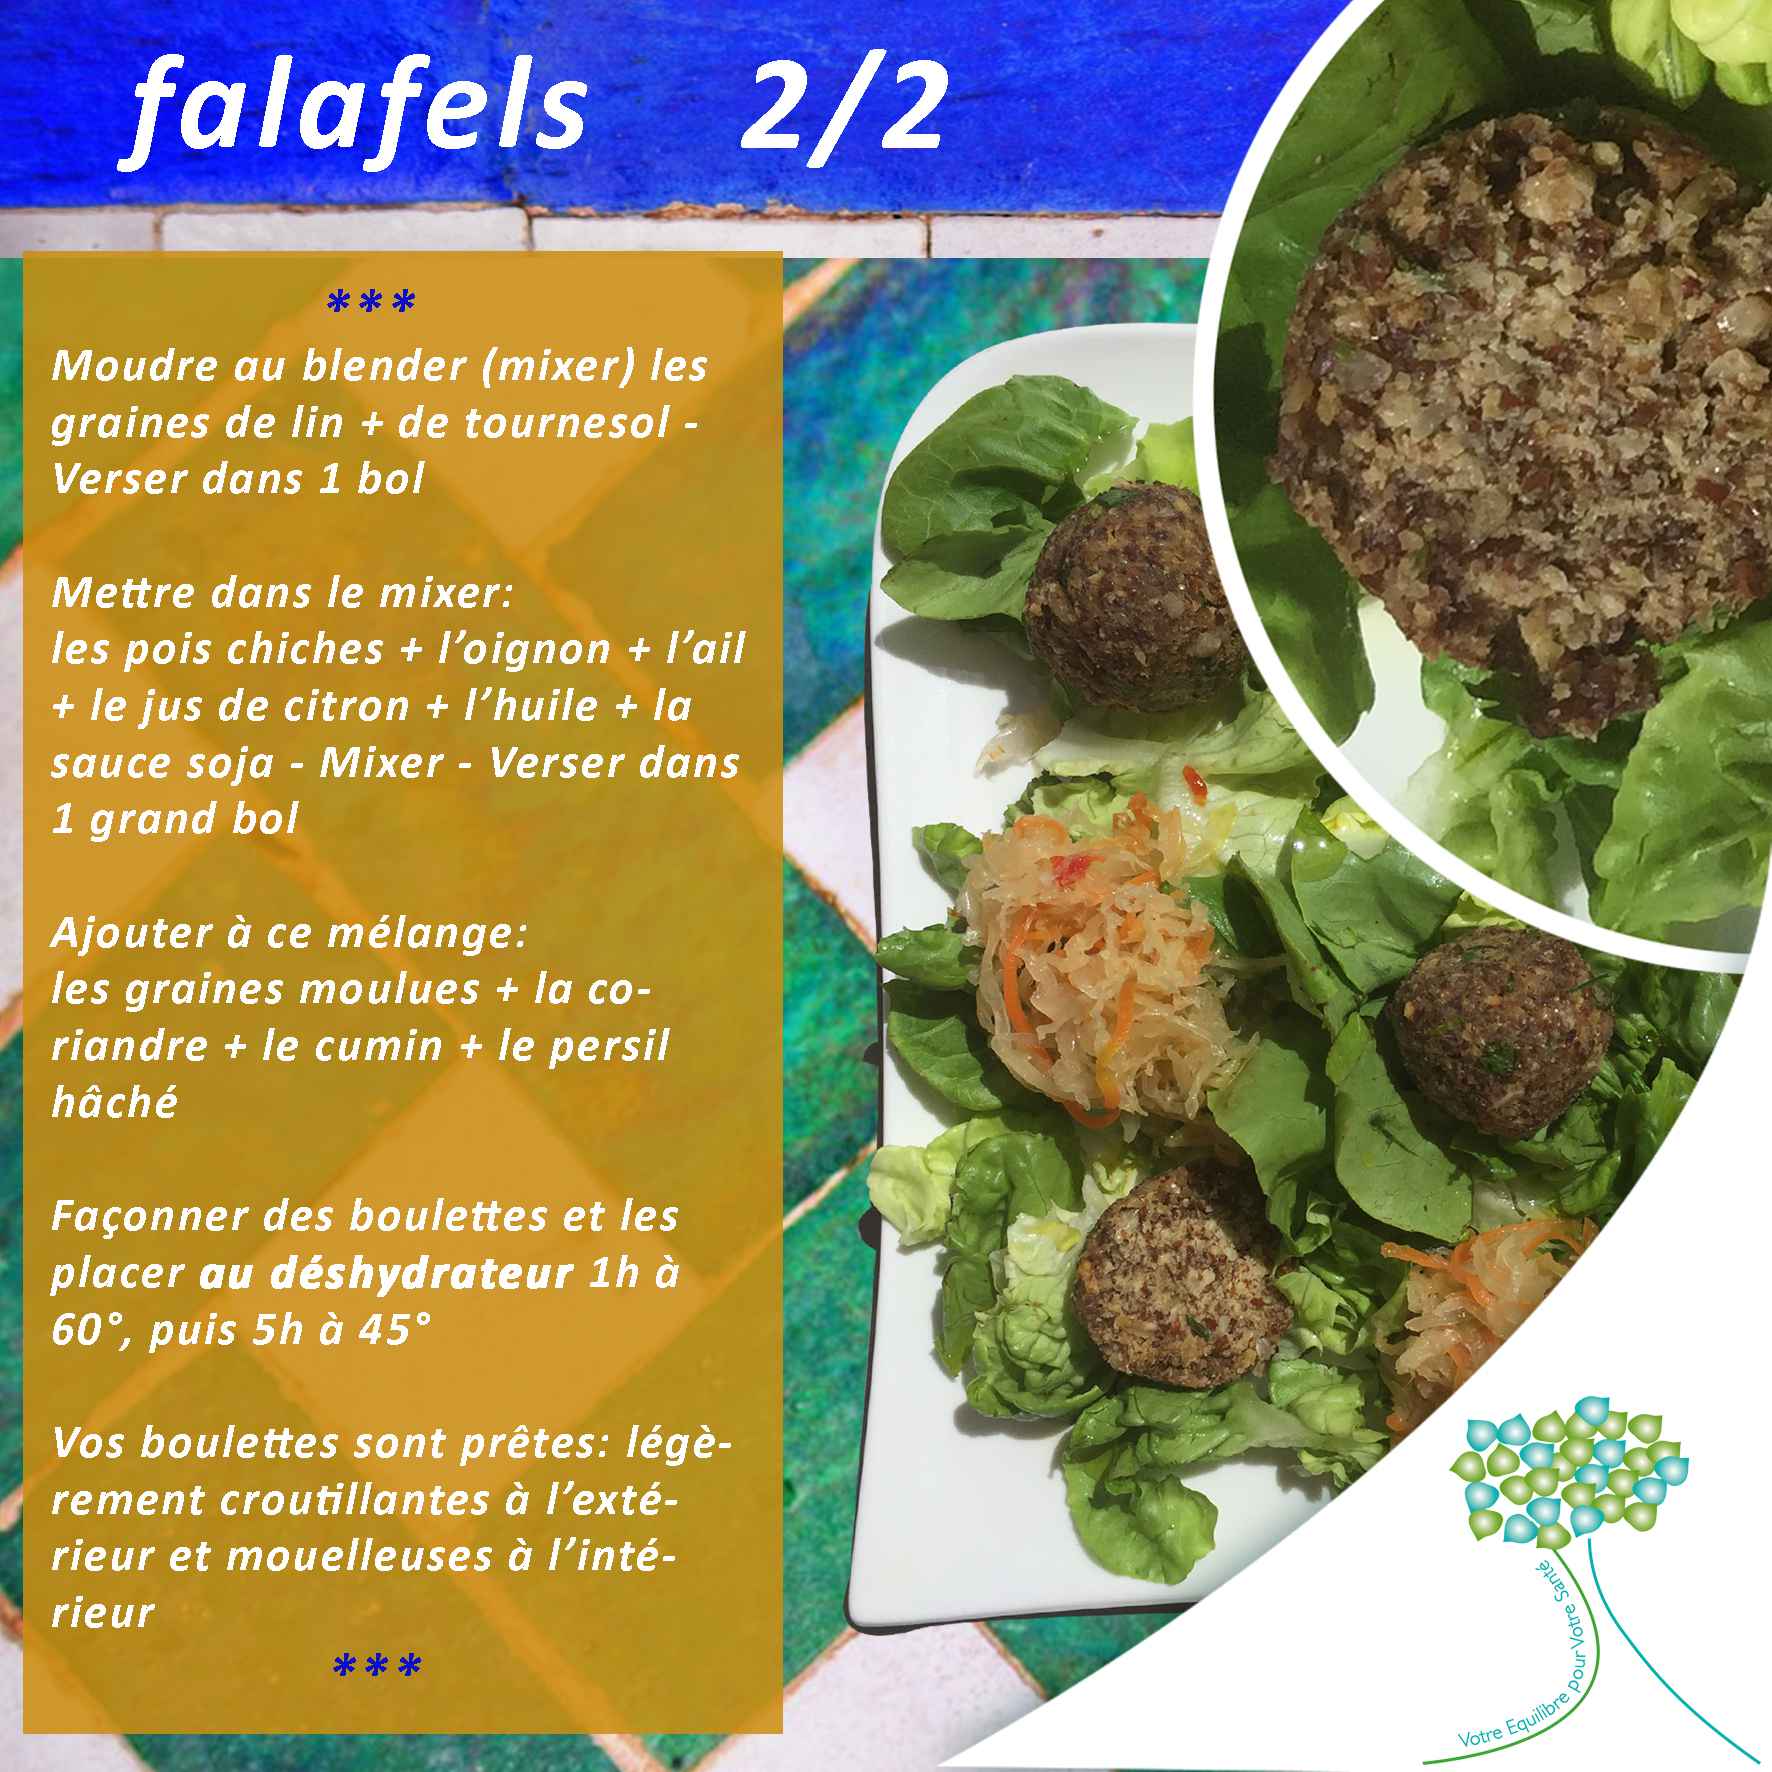 falafels 2/2
***
Moudre au blender (mixer) les
graines de lin + de tournesol -
Verser dans 1 bol
Mettre dans le mixer:
les pois chiches + l’oignon + l’ail
+ le jus de citron + l’huile + la
sauce soja - Mixer - Verser dans
1 grand bol
Ajouter à ce mélange:
les graines moulues + la co-
riandre + le cumin + le persil
hâché
Façonner des boulettes et les
placer au déshydrateur 1h à
60°, puis 5h à 45°
Vos boulettes sont prêtes: légè-
rement croutillantes à l’exté-
rieur et mouelleuses à l’inté-
rieur
***
Votre Equilibre pour Votre Santé